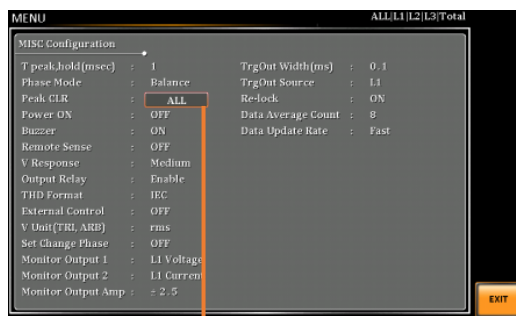 MENU ALL|L1|L2|L3|Total
MISC Configuration
T peak,hold(msec) : 1 TrgOut Width(ms) : 0.1
Phase Mode : Balance TrgOut Source : L1
Peak CLR : ALL Re-lock : ON
Power ON : OFF Data Average Count : 8
Buzzer : ON Data Update Rate : Fast
Remote Sense : OFF
V Response : Medium
Output Relay : Enable
THD Format : IEC
External Control : OFF
V Unit(TRI, ARB) : rms
Set Change Phase : OFF
Monitor Output 1 : L1 Voltage
Monitor Output 2 : L1 Current
Monitor Output Amp : ± 2.5
EXIT